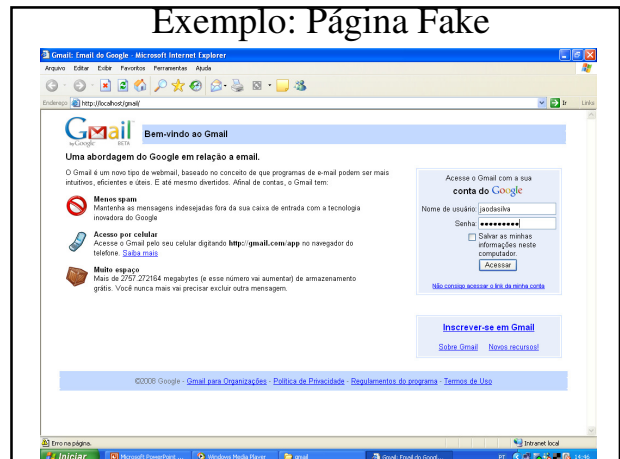 Exemplo: Página Fake
Gmail: Email do Google - Microsoft Internet Explorer
Arquivo Editar Exibir Favoritos Ferramentas Ajuda
Endereço http://localhost/gmail/ Ir Links
Gmail by Google BETA
Bem-vindo ao Gmail
Uma abordagem do Google em relação a email.
O Gmail é um novo tipo de webmail, baseado no conceito de que programas de e-mail podem ser mais
intuitivos, eficientes e úteis. E até mesmo divertidos. Afinal de contas, o Gmail tem:
Menos spam
Mantenha as mensagens indesejadas fora da sua caixa de entrada com a tecnologia
inovadora do Google
Acesso por celular
Acesse o Gmail pelo seu celular digitando http://gmail.com/app no navegador do
telefone. Saiba mais
Muito espaço
Mais de 2757.272164 megabytes (e esse número vai aumentar) de armazenamento
grátis. Você nunca mais vai precisar excluir outra mensagem.
Acesse o Gmail com a sua
conta do Google
Nome de usuário: jaodasilva
Senha:
Salvar as minhas
informações neste
computador.
Acessar
Não consigo acessar o link da minha conta
Inscrever-se em Gmail
Sobre Gmail Novos recursos!
©2008 Google - Gmail para Organizações - Política de Privacidade - Regulamentos do programa - Termos de Uso
Erro na página. Intranet local
Iniciar Microsoft PowerPoint ... Windows Media Player gmail Gmail: Email do Googl... PT 14:46